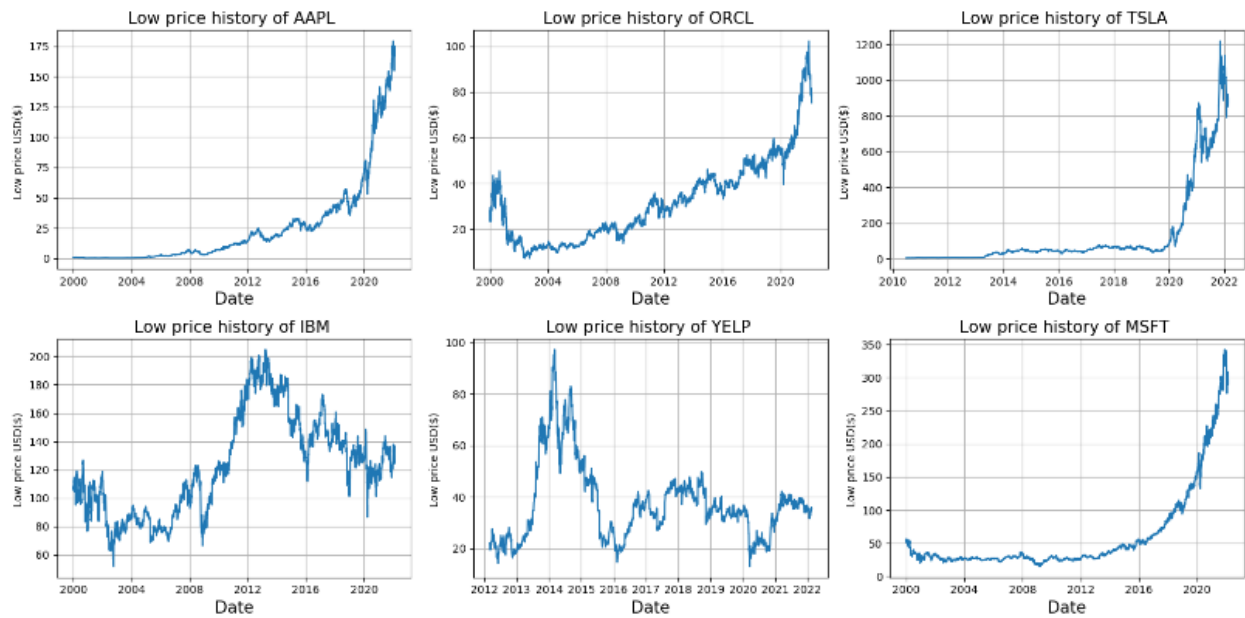 Low price history of AAPL
Low price USD($)
175
150
125
100
75
50
25
0
2000 2004 2008 2012 2016 2020
Date
Low price history of ORCL
Low price USD($)
100
80
60
40
20
2000 2004 2008 2012 2016 2020
Date
Low price history of TSLA
Low price USD($)
1200
1000
800
600
400
200
0
2010 2012 2014 2016 2018 2020 2022
Date
Low price history of IBM
Low price USD($)
200
180
160
140
120
100
80
60
2000 2004 2008 2012 2016 2020
Date
Low price history of YELP
Low price USD($)
100
80
60
40
20
2012 2013 2014 2015 2016 2017 2018 2019 2020 2021 2022
Date
Low price history of MSFT
Low price USD($)
350
300
250
200
150
100
50
0
2000 2004 2008 2012 2016 2020
Date